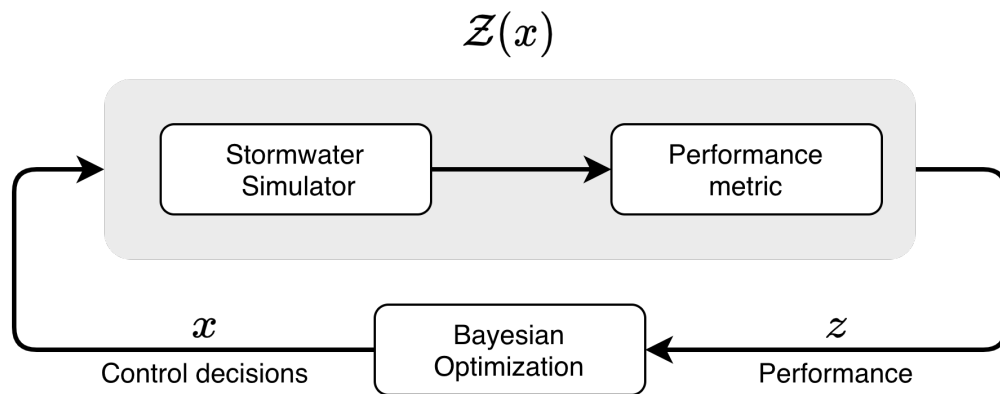 𝒵(x)
Stormwater
Simulator
Performance
metric
x
Control decisions
Bayesian
Optimization
z
Performance